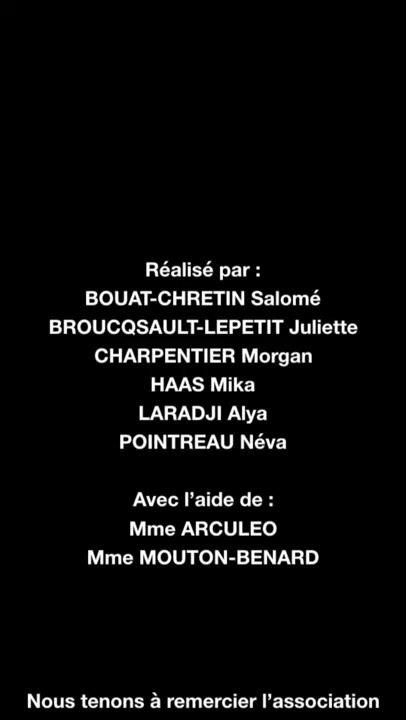 Réalisé par :
BOUAT-CHRETIN Salomé
BROUCQSAULT-LEPETIT Juliette
CHARPENTIER Morgan
HAAS Mika
LARADJI Alya
POINTREAU Néva
Avec l’aide de :
Mme ARCULEO
Mme MOUTON-BENARD
Nous tenons à remercier l’association